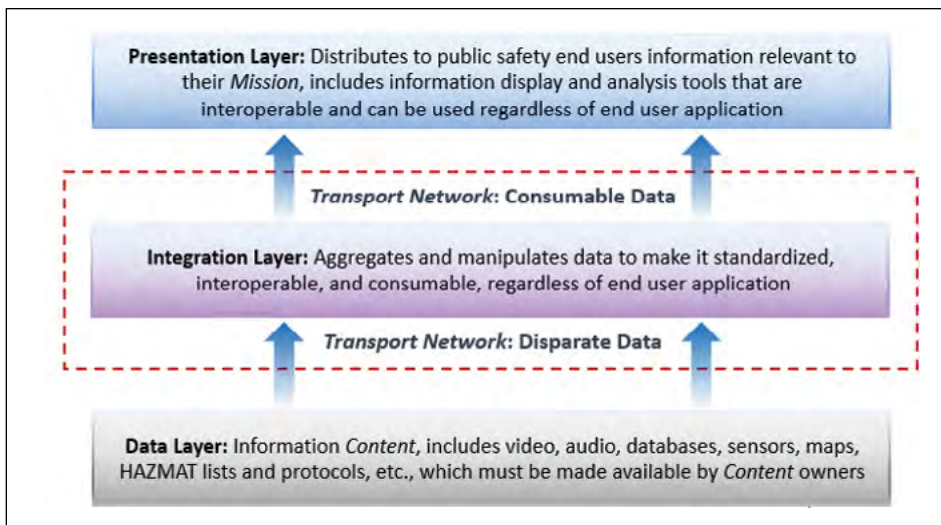 Presentation Layer: Distributes to public safety end users information relevant to
their Mission, includes information display and analysis tools that are
interoperable and can be used regardless of end user application
Transport Network: Consumable Data
Integration Layer: Aggregates and manipulates data to make it standardized,
interoperable, and consumable, regardless of end user application
Transport Network: Disparate Data
Data Layer: Information Content, includes video, audio, databases, sensors, maps,
HAZMAT lists and protocols, etc., which must be made available by Content owners